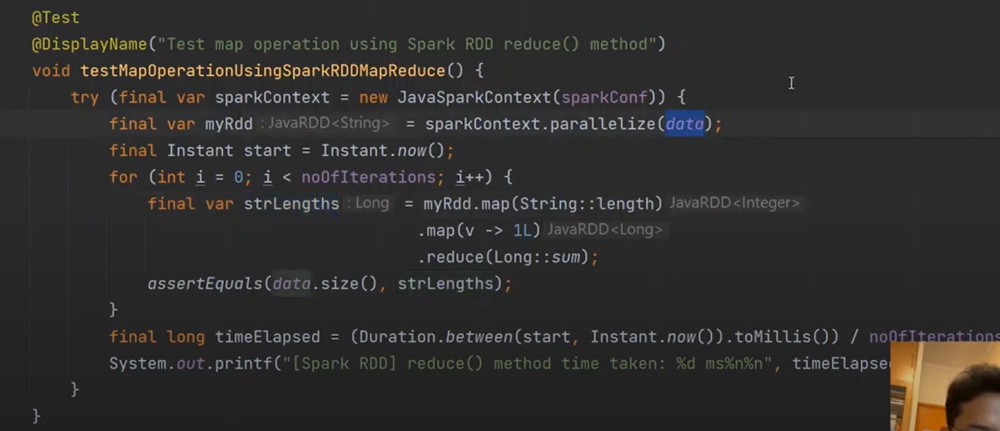 @Test
@DisplayName("Test map operation using Spark RDD reduce() method")
void testMapOperationUsingSparkRDDMapReduce() {
try (final var sparkContext = new JavaSparkContext(sparkConf)) {
final var myRdd : JavaRDD<String> = sparkContext.parallelize(data);
final Instant start = Instant.now();
for (int i = 0; i < noOfIterations; i++) {
final var strLengths : Long = myRdd.map(String::length) JavaRDD<Integer>
.map(v -> 1L) JavaRDD<Long>
.reduce(Long::sum);
assertEquals(data.size(), strLengths);
}
final long timeElapsed = (Duration.between(start, Instant.now()).toMillis()) / noOfIterations
System.out.printf("[Spark RDD] reduce() method time taken: %d ms%n%n", timeElapse
}
}